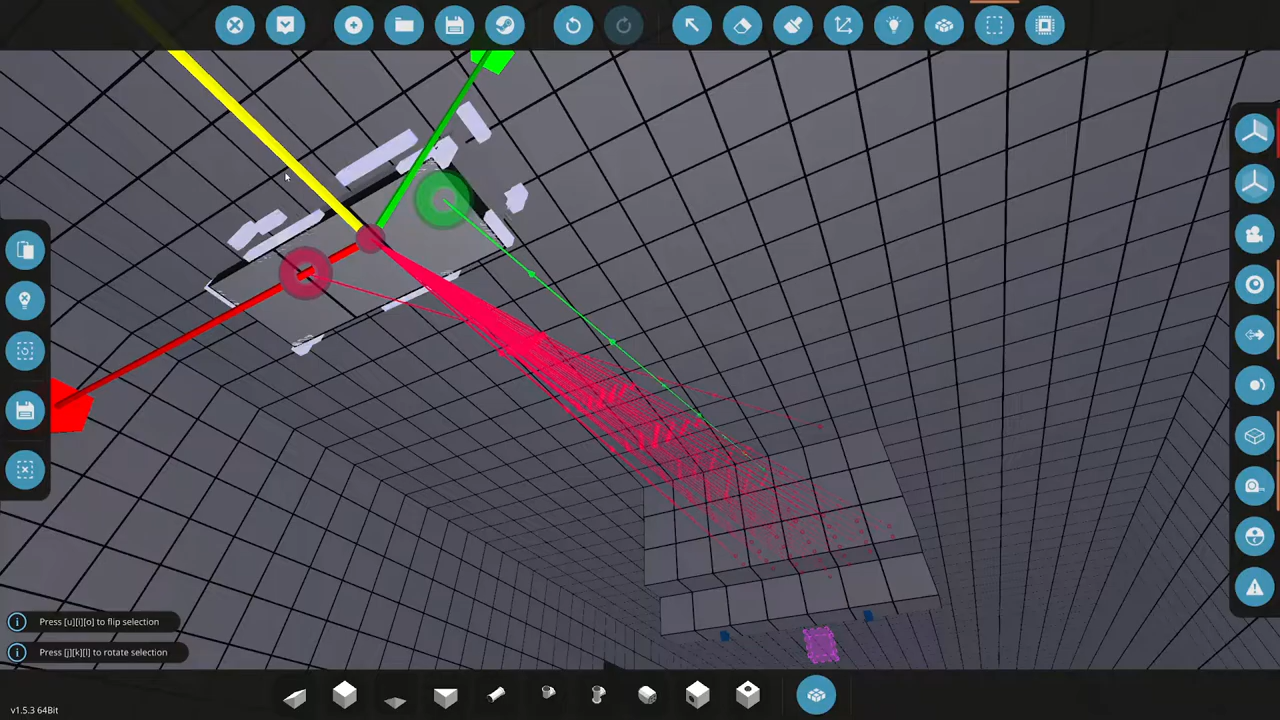 Press [u][i][o] to flip selection
Press [j][k][l] to rotate selection
v1.5.3 64Bit